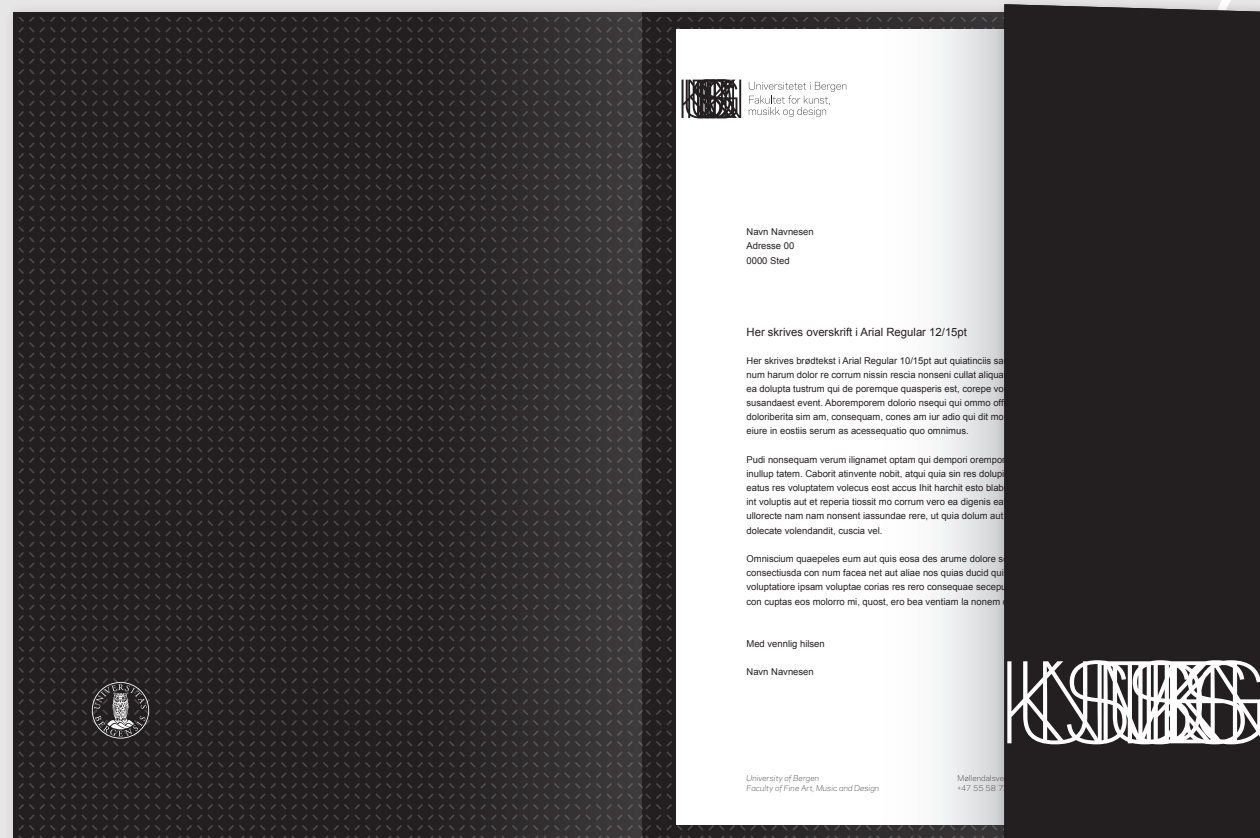 Universitetet i Bergen
Fakultet for kunst,
musikk og design
Navn Navnesen
Adresse 00
0000 Sted
Her skrives overskrift i Arial Regular 12/15pt
Her skrives brødtekst i Arial Regular 10/15pt aut quiatinciis
num harum dolor re corrum nissin rescia nonseni cullat
ea dolupta tustrum qui de poremque quasperis est, corepe
susandaest event. Aboremporem dolorio nsequi qui ommo
doloriberita sim am, consequam, cones am iur adio qui dit
eiure in eostiis serum as acessequatio quo omnimus.
Pudi nonsequam verum ilignamet optam qui dempori
inullup tatem. Caborit atinvente nobit, atqui quia sin res
eatus res voluptatem volecus eost accus Ihit harchit esto
int voluptis aut et reperia tiossit mo corrum vero ea digenis
ullorecte nam nam nonsent iassundae rere, ut quia dolum aut
dolecate volendandit, cuscia vel.
Omniscium quaepeles eum aut quis eosa des arume dolore
consectiusda con num facea net aut aliae nos quias ducid
voluptatiore ipsam voluptae corias res rero consequae
con cuptas eos molorro mi, quost, ero bea ventiam la nonem
Med vennlig hilsen
Navn Navnesen
UNIVERSITAS BERGENSIS
University of Bergen
Faculty of Fine Art, Music and Design
+47 55 58